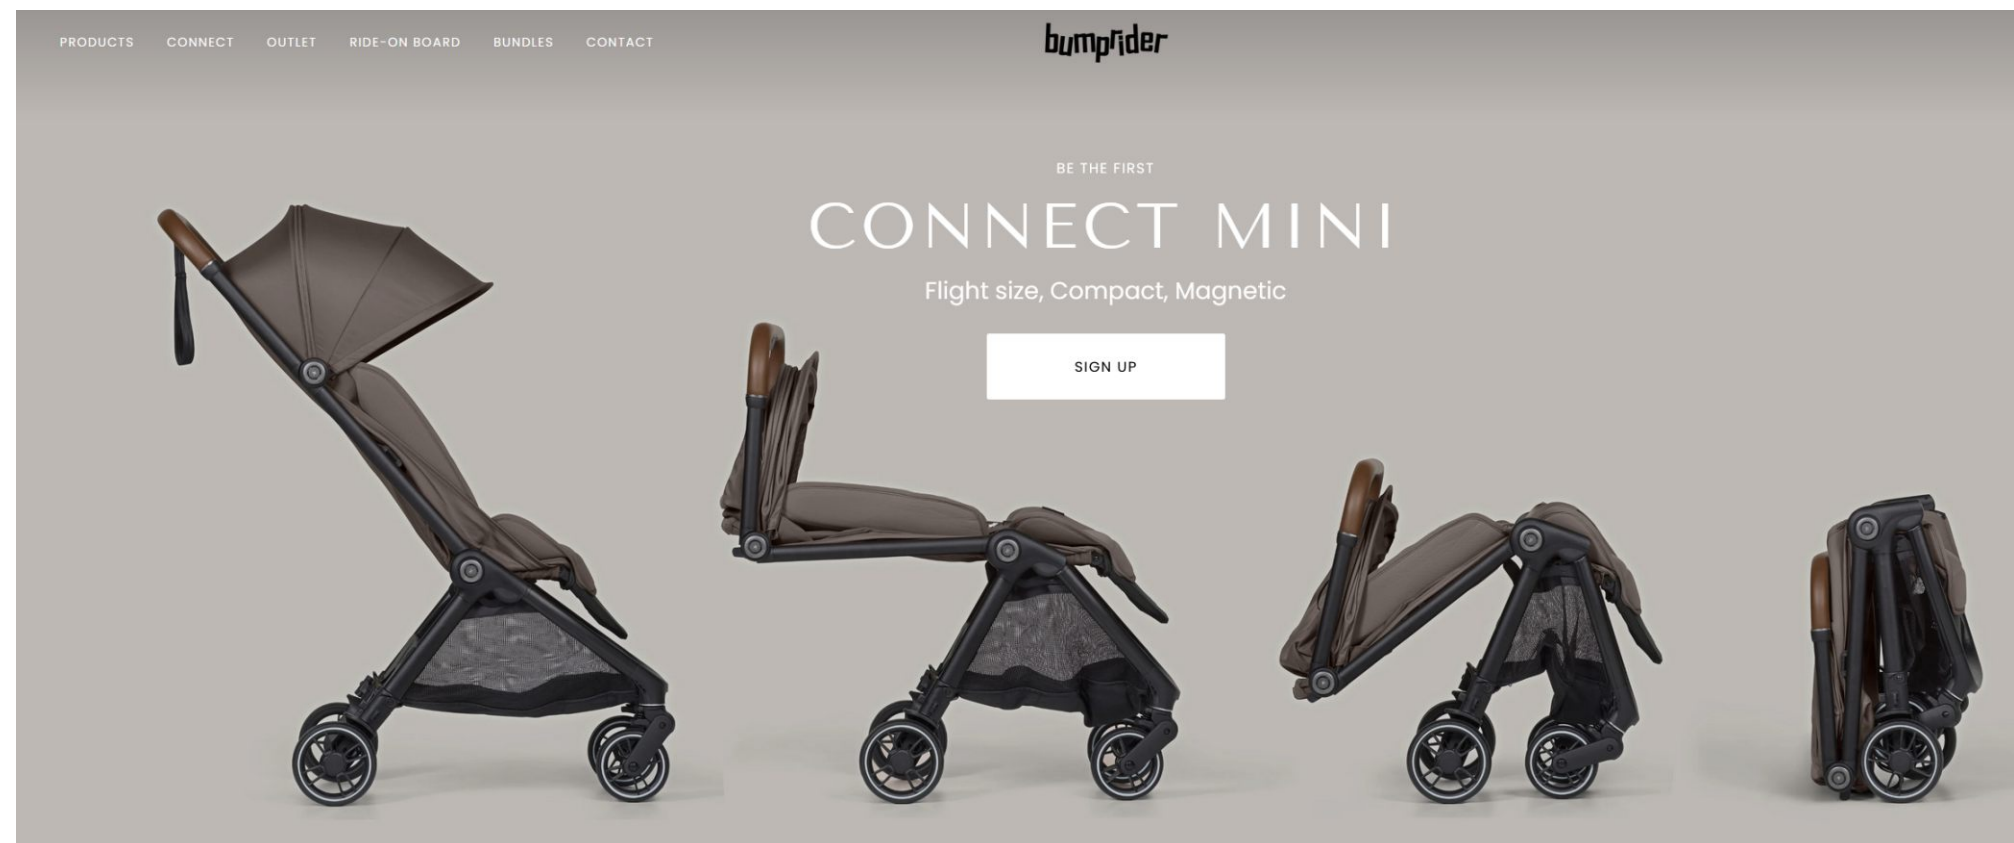 PRODUCTS CONNECT OUTLET RIDE-ON BOARD BUNDLES CONTACT
bumprider
BE THE FIRST
CONNECT MINI
Flight size, Compact, Magnetic
SIGN UP